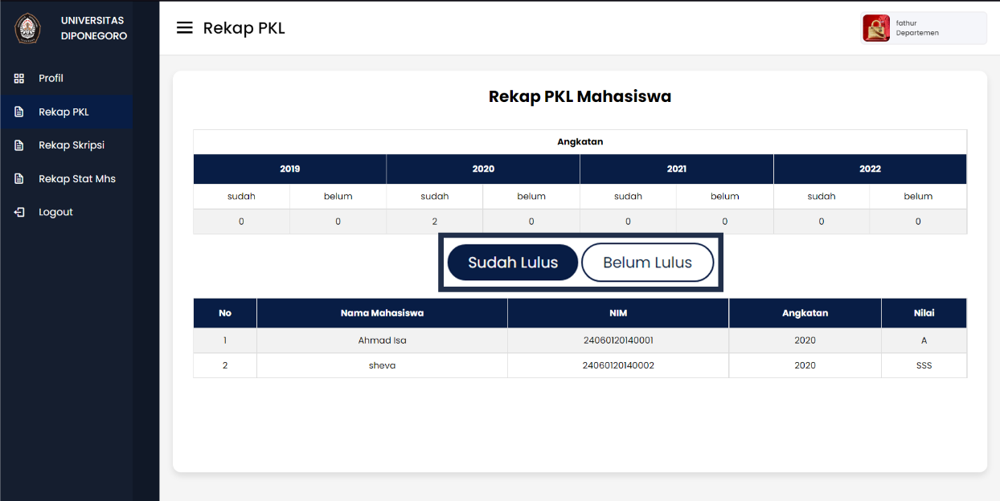 UNIVERSITAS
DIPONEGORO
Profil
Rekap PKL
Rekap Skripsi
Rekap Stat Mhs
Logout
Rekap PKL
fathur
Departemen
Rekap PKL Mahasiswa
Angkatan
2019 2020 2021 2022
sudah belum sudah belum sudah belum sudah belum
0 0 2 0 0 0 0 0
Sudah Lulus Belum Lulus
No Nama Mahasiswa NIM Angkatan Nilai
1 Ahmad Isa 24060120140001 2020 A
2 sheva 24060120140002 2020 SSS